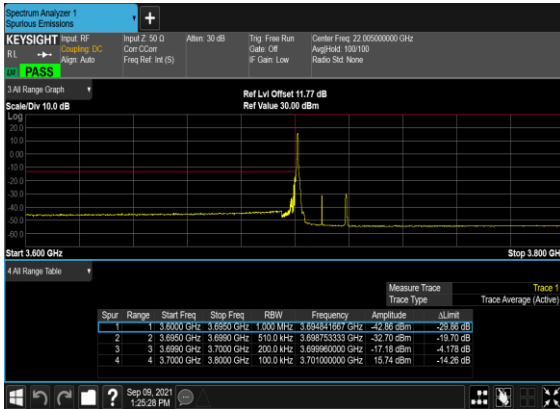 Spectrum Analyzer 1
Spurious Emissions
+
KEYSIGHT Input: RF Input Z: 50 Ω Atten: 30 dB Trig: Free Run Center Freq: 22.005000000 GHz
RL Coupling: DC Corr CCorr Gate: Off Avg|Hold: 100/100
Align: Auto Freq Ref: Int (S) IF Gain: Low Radio Std: None
PASS
3 All Range Graph
Ref Lvl Offset 11.77 dB
Scale/Div 10.0 dB Ref Value 30.00 dBm
Log
20.0
10.0
0.00
-10.0
-20.0
-30.0
-40.0
-50.0
-60.0
Start 3.600 GHz Stop 3.800 GH
4 All Range Table
Measure Trace Trace 1
Trace Type Trace Average (Active)
Spur Range Start Freq Stop Freq RBW Frequency Amplitude ΔLimit
1 1 3.6000 GHz 3.6950 GHz 1.000 MHz 3.694841667 GHz -42.86 dBm -29.86 dB
2 2 3.6950 GHz 3.6990 GHz 510.0 kHz 3.698753333 GHz -32.70 dBm -19.70 dB
3 3 3.6990 GHz 3.7000 GHz 200.0 kHz 3.699960000 GHz -17.18 dBm -4.178 dB
4 4 3.7000 GHz 3.8000 GHz 100.0 kHz 3.701000000 GHz 15.74 dBm -14.26 dB
? Sep 09, 2021
1:25:28 PM